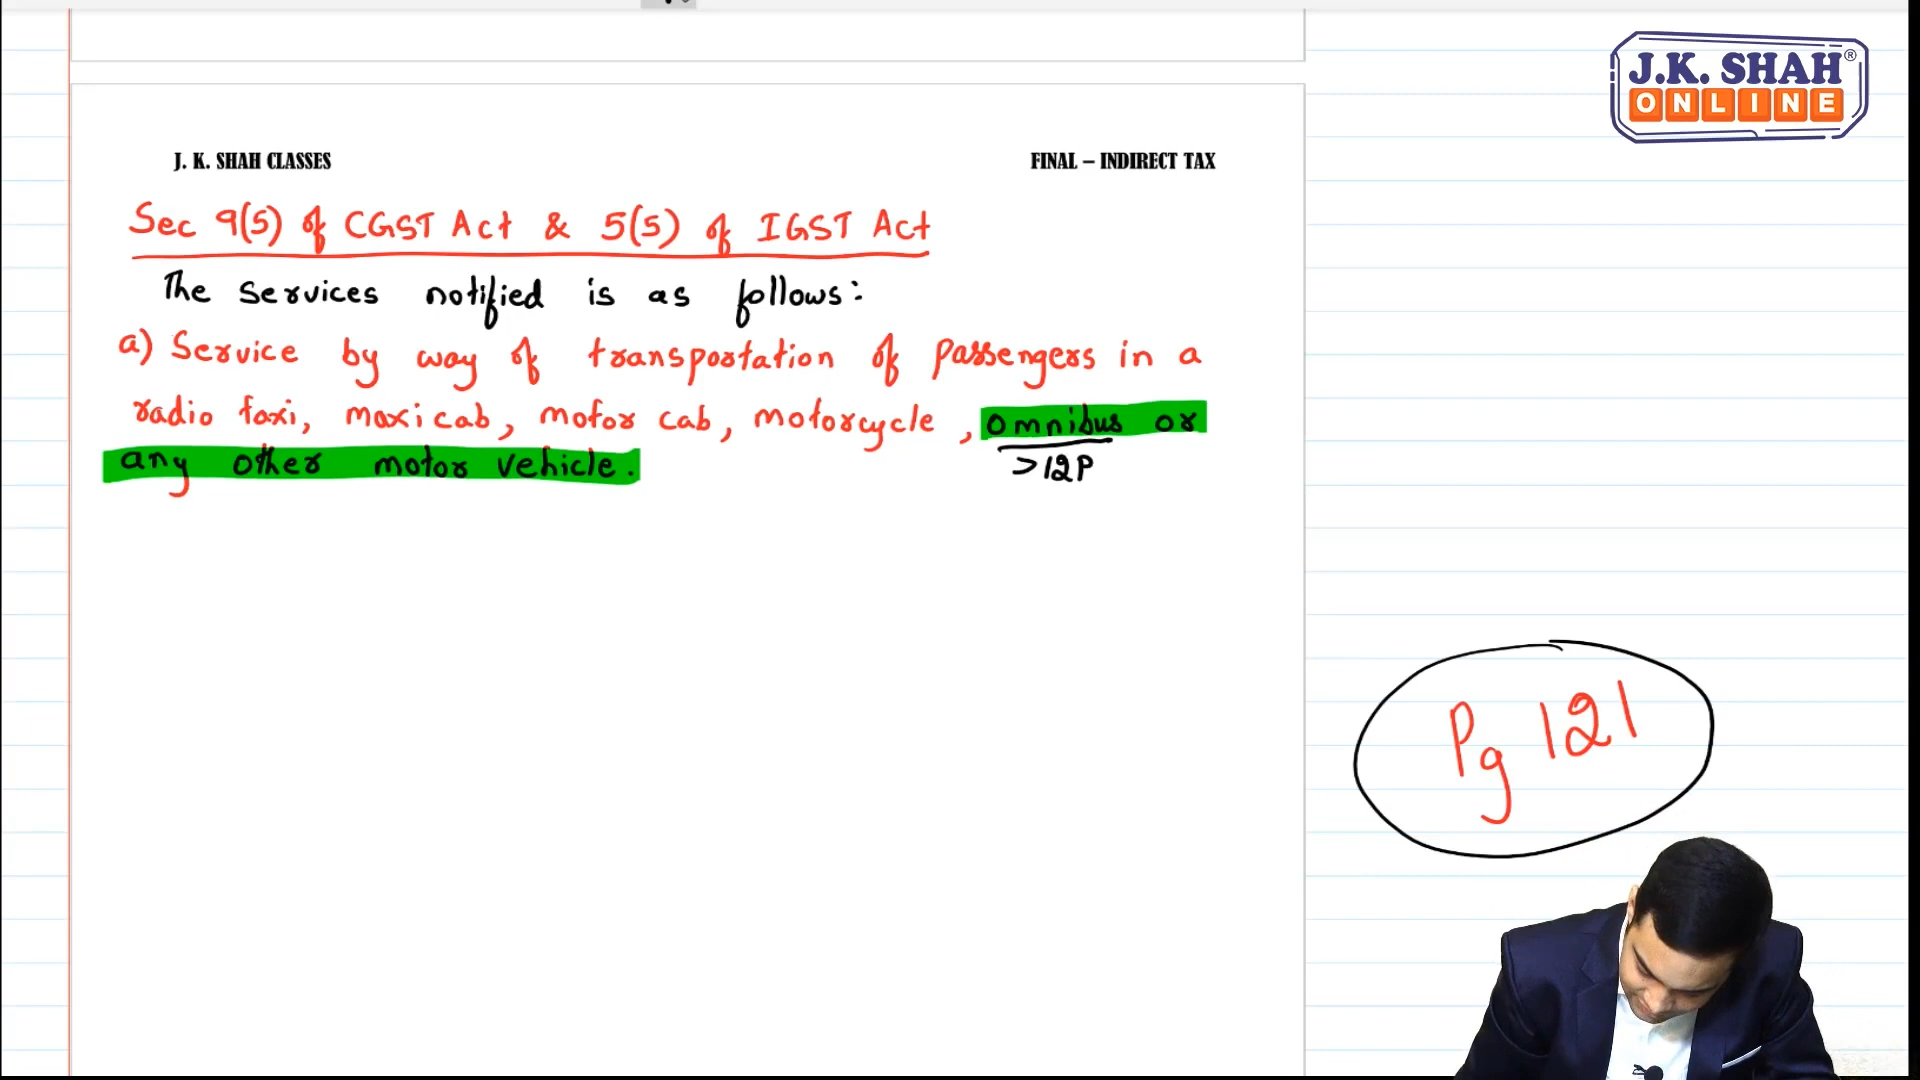 J.K. SHAH®
ONLINE
J. K. SHAH CLASSES
FINAL – INDIRECT TAX
Sec 9(5) of CGST Act & 5(5) of IGST Act
The Services notified is as follows:
a) Service by way of transportation of passengers in a
radio taxi, maxicab, motor cab, motorcycle, omnibus or
>12P
any other motor vehicle.
Pg 121